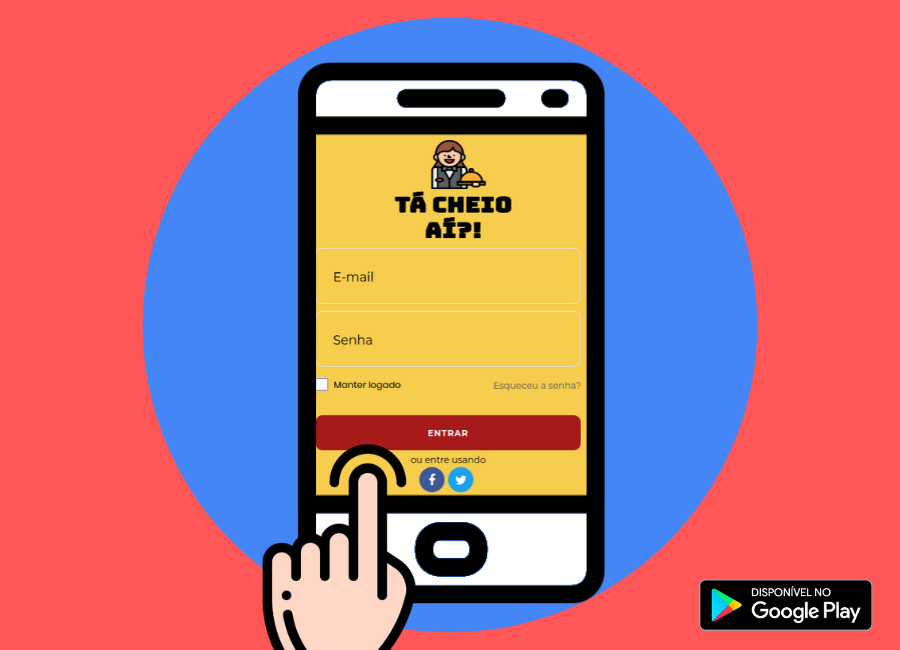 TÁ CHEIO
AÍ?!
E-mail
Senha
Manter logado
Esqueceu a senha?
ENTRAR
ou entre usando
DISPONÍVEL NO
Google Play